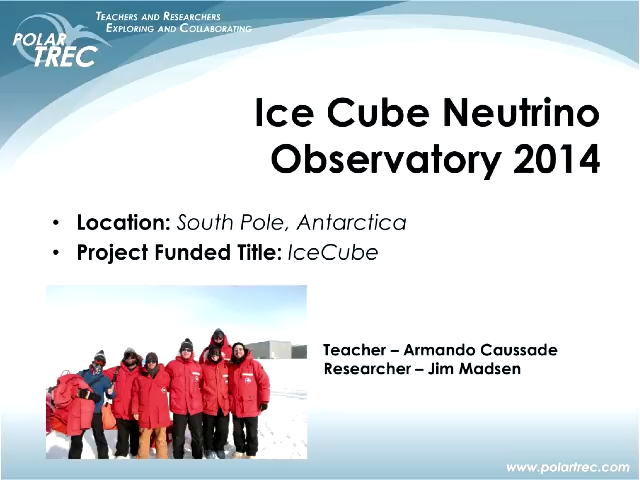 TEACHERS AND RESEARCHERS
EXPLORING AND COLLABORATING
POLAR
TREC
Ice Cube Neutrino
Observatory 2014
• Location: South Pole, Antarctica
• Project Funded Title: IceCube
Teacher – Armando Caussade
Researcher – Jim Madsen
www.polartrec.com